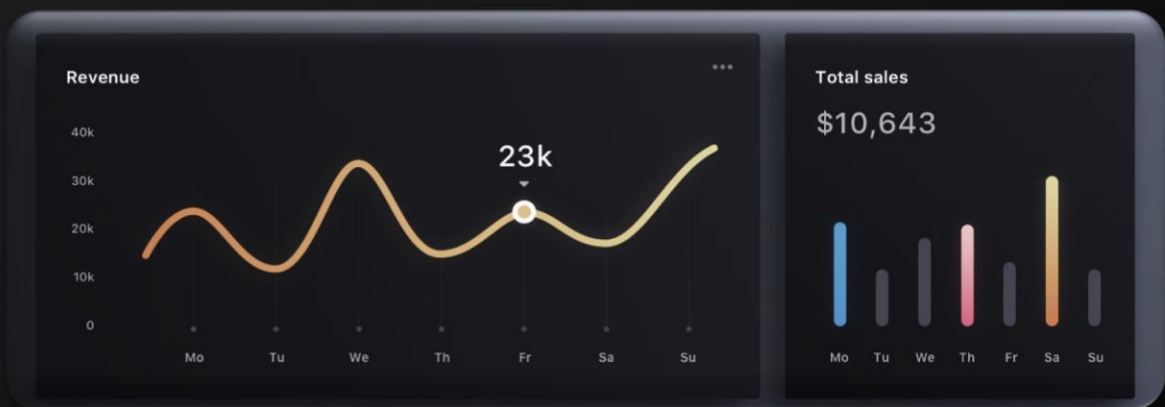 Revenue
•••
40k
30k
20k
10k
0
23k
Mo Tu We Th Fr Sa Su
Total sales
$10,643
Mo Tu We Th Fr Sa Su